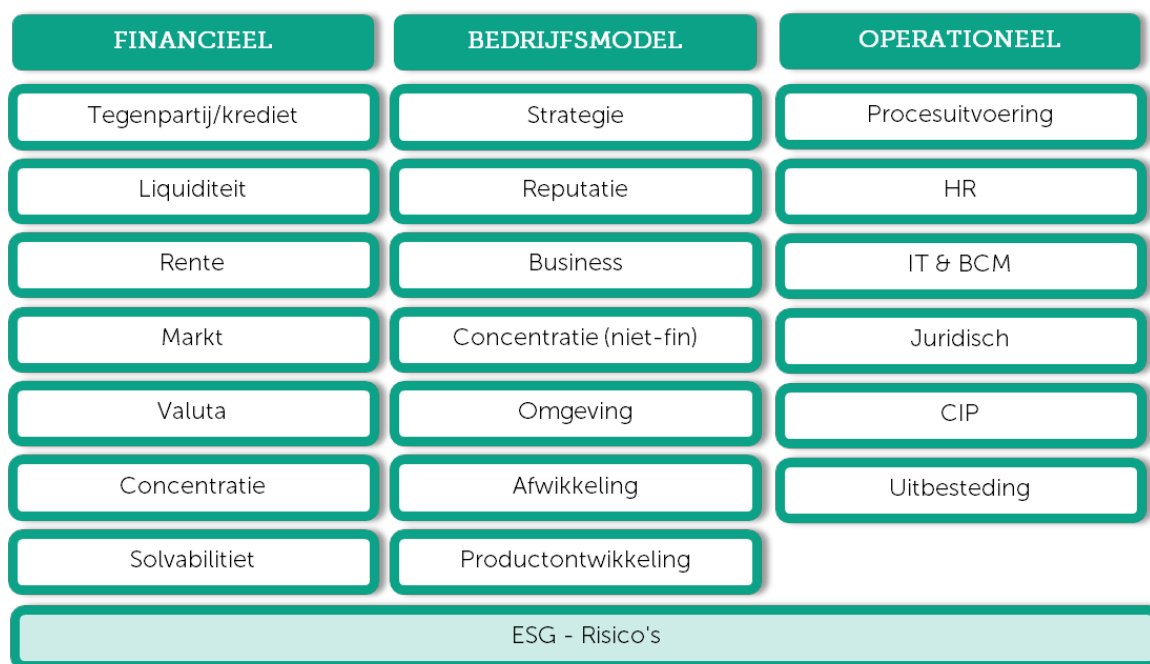 FINANCIEEL
Tegenpartij/krediet
Liquiditeit
Rente
Markt
Valuta
Concentratie
Solvabilitiet
BEDRIJFSMODEL
Strategie
Reputatie
Business
Concentratie (niet-fin)
Omgeving
Afwikkeling
Productontwikkeling
OPERATIONEEL
Procesuitvoering
HR
IT & BCM
Juridisch
CIP
Uitbesteding
ESG - Risico's